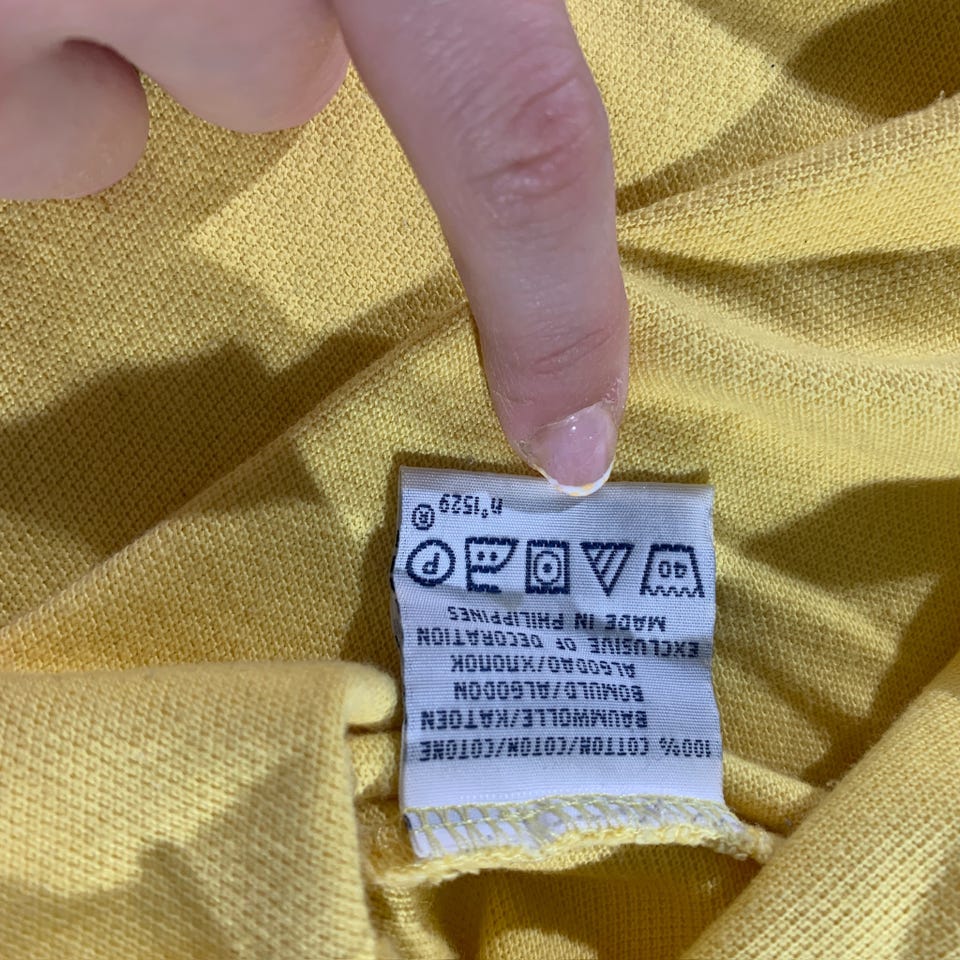 100% COTTON/COTON/COTONE
BAUMWOLLE/KATOEN
BOMULD/ALGODON
ALGODAO/ХЛОПОК
EXCLUSIVE OF DECORATION
MADE IN PHILIPPINES
40 P
n°1529 ®